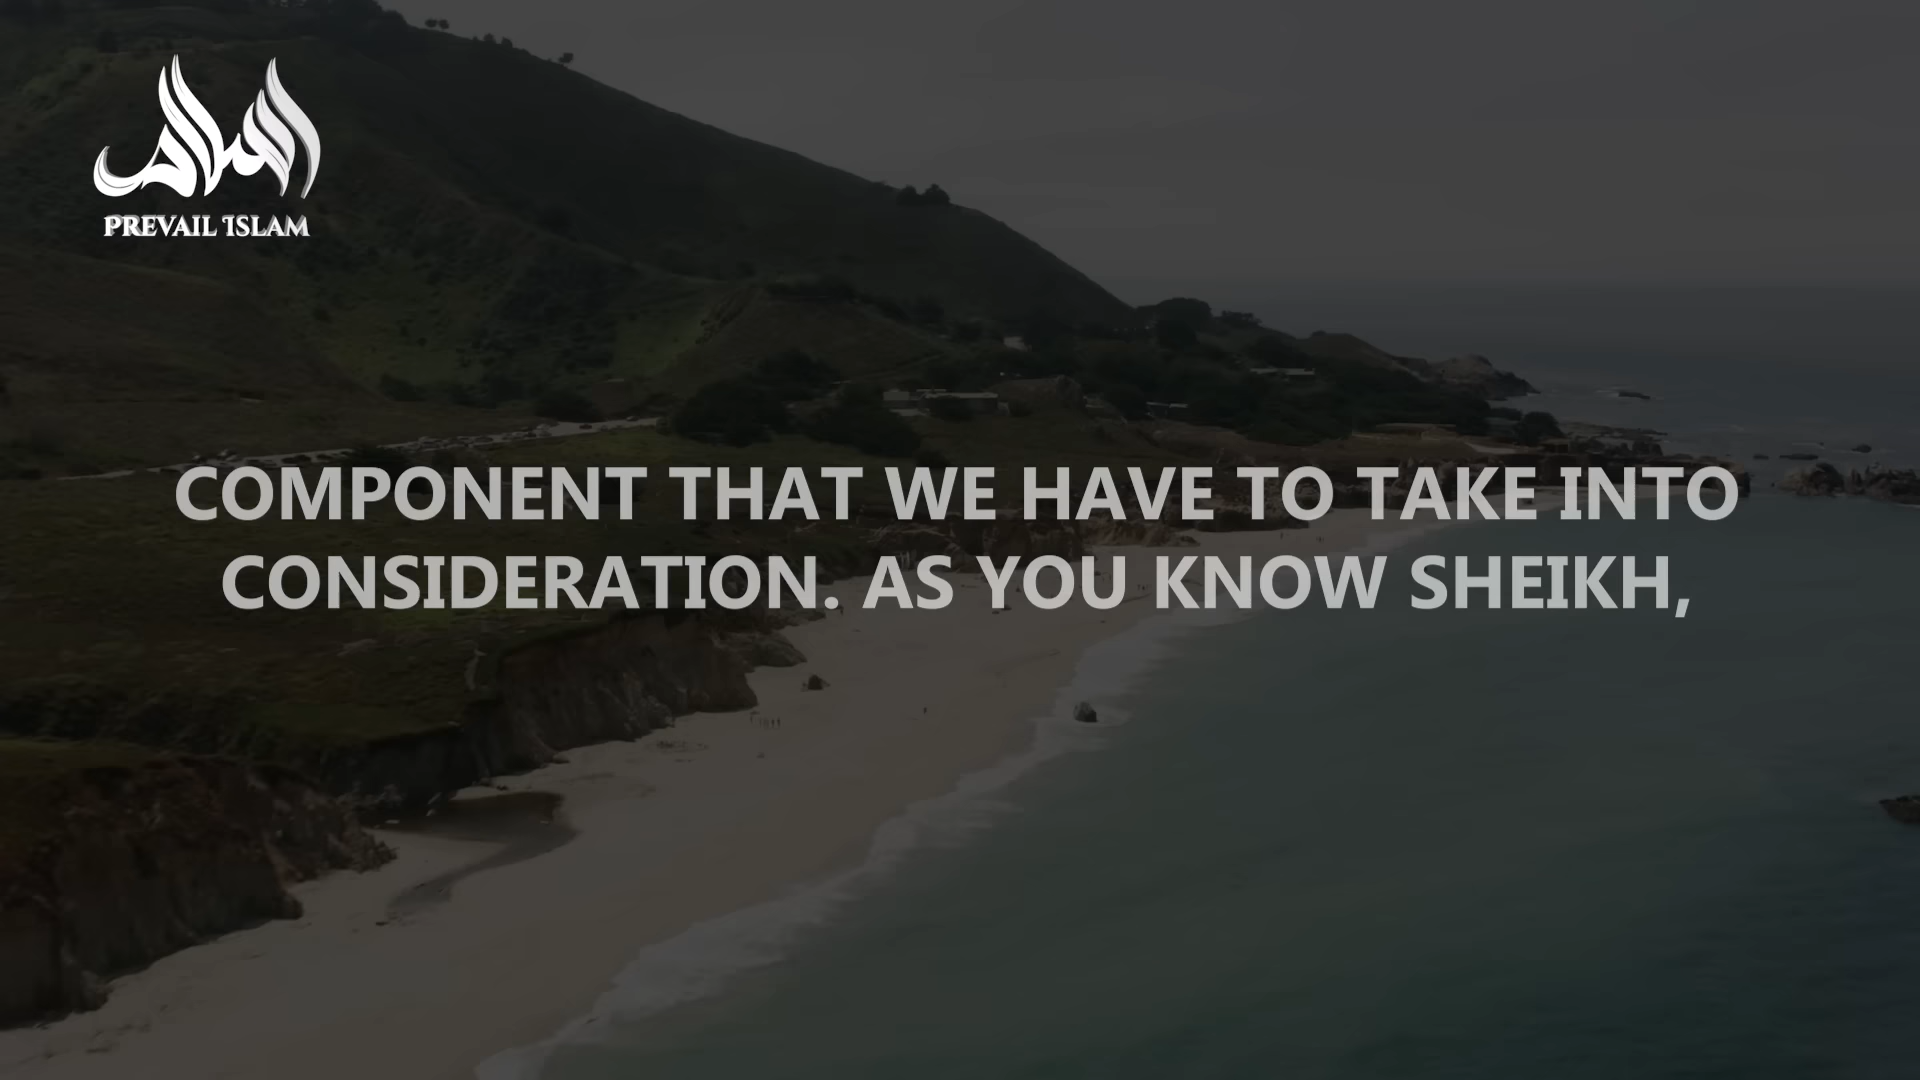 PREVAIL ISLAM
COMPONENT THAT WE HAVE TO TAKE INTO
CONSIDERATION. AS YOU KNOW SHEIKH,